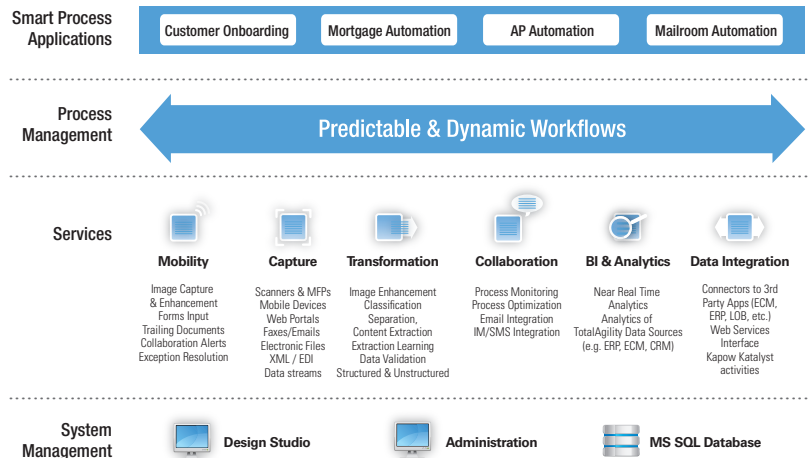 Smart Process
Applications
Customer Onboarding
Mortgage Automation
AP Automation
Mailroom Automation
Process
Management
Predictable & Dynamic Workflows
Services
Mobility
Image Capture
& Enhancement
Forms Input
Trailing Documents
Collaboration Alerts
Exception Resolution
Capture
Scanners & MFPs
Mobile Devices
Web Portals
Faxes/Emails
Electronic Files
XML / EDI
Data streams
Transformation
Image Enhancement
Classification
Separation,
Content Extraction
Extraction Learning
Data Validation
Structured & Unstructured
Collaboration
Process Monitoring
Process Optimization
Email Integration
IM/SMS Integration
BI & Analytics
Near Real Time
Analytics
Analytics of
TotalAgility Data Sources
(e.g. ERP, ECM, CRM)
Data Integration
Connectors to 3rd
Party Apps (ECM,
ERP, LOB, etc.)
Web Services
Interface
Kapow Katalyst
activities
System
Management
Design Studio
Administration
MS SQL Database